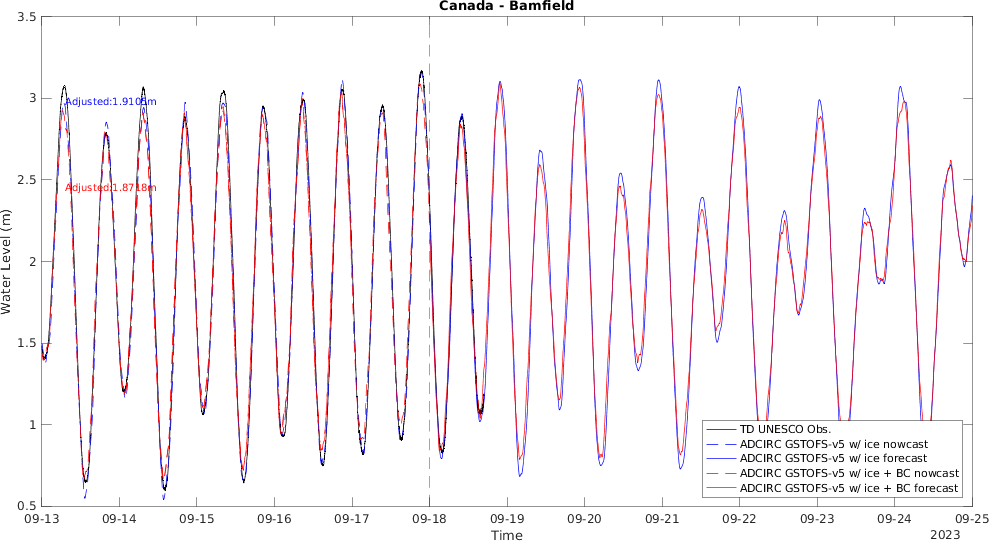 Canada - Bamfield
3.5
3
2.5
2
1.5
1
0.5
Water Level (m)
Adjusted:1.9105m
Adjusted:1.8718m
TD UNESCO Obs.
ADCIRC GSTOFS-v5 w/ ice nowcast
ADCIRC GSTOFS-v5 w/ ice forecast
ADCIRC GSTOFS-v5 w/ ice + BC nowcast
ADCIRC GSTOFS-v5 w/ ice + BC forecast
09-13 09-14 09-15 09-16 09-17 09-18 09-19 09-20 09-21 09-22 09-23 09-24 09-25
Time
2023